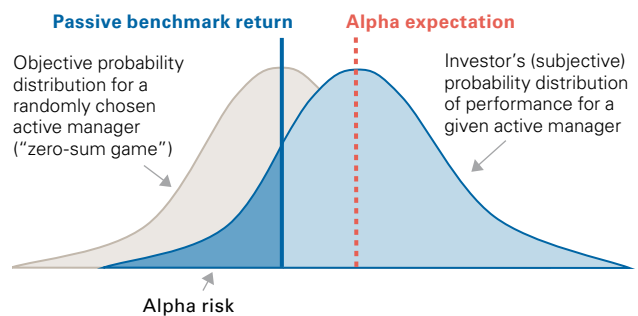 Passive benchmark return
Alpha expectation
Objective probability
distribution for a
randomly chosen
active manager
(“zero-sum game”)
Investor’s (subjective)
probability distribution
of performance for a
given active manager
Alpha risk